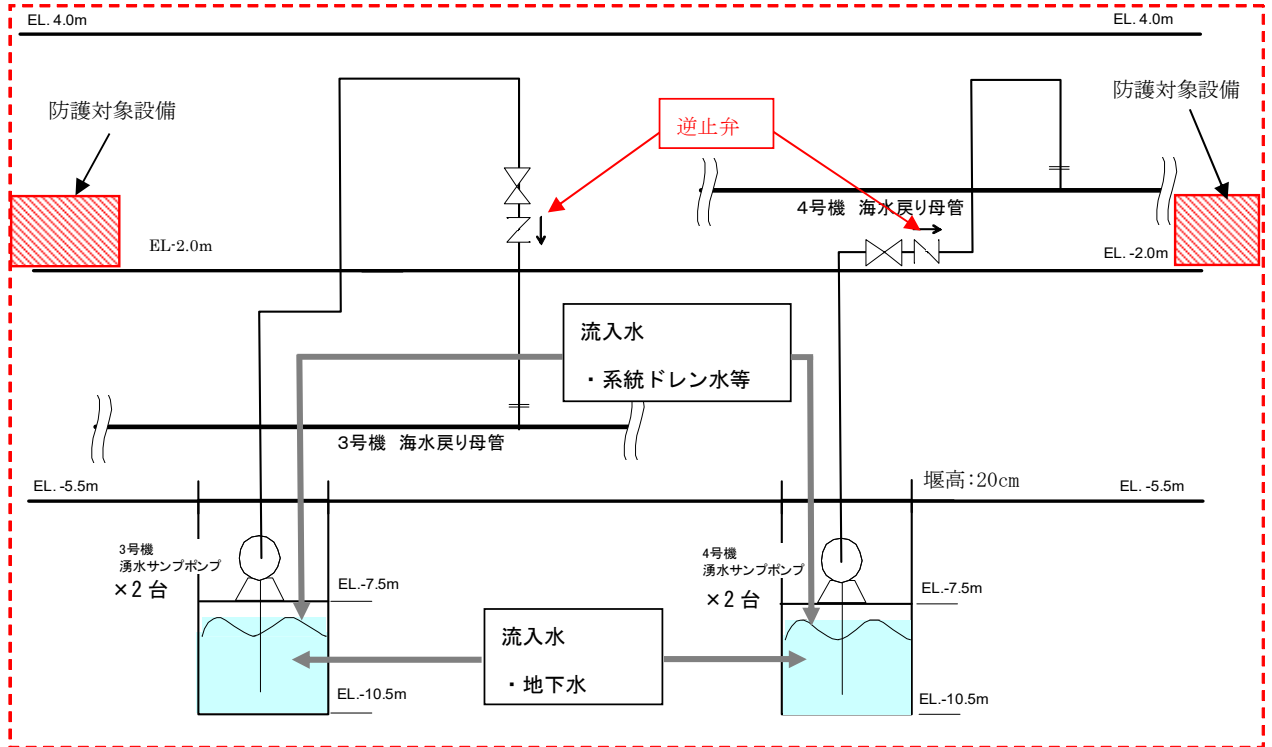 EL. 4.0m
EL. 4.0m
防護対象設備
逆止弁
防護対象設備
4号機 海水戻り母管
EL-2.0m
EL. -2.0m
流入水
・系統ドレン水等
3号機 海水戻り母管
EL. -5.5m
堰高:20cm
EL. -5.5m
3号機
湧水サンプポンプ
×2台
EL.-7.5m
4号機
湧水サンプポンプ
×2台
EL.-7.5m
流入水
・地下水
EL.-10.5m
EL.-10.5m